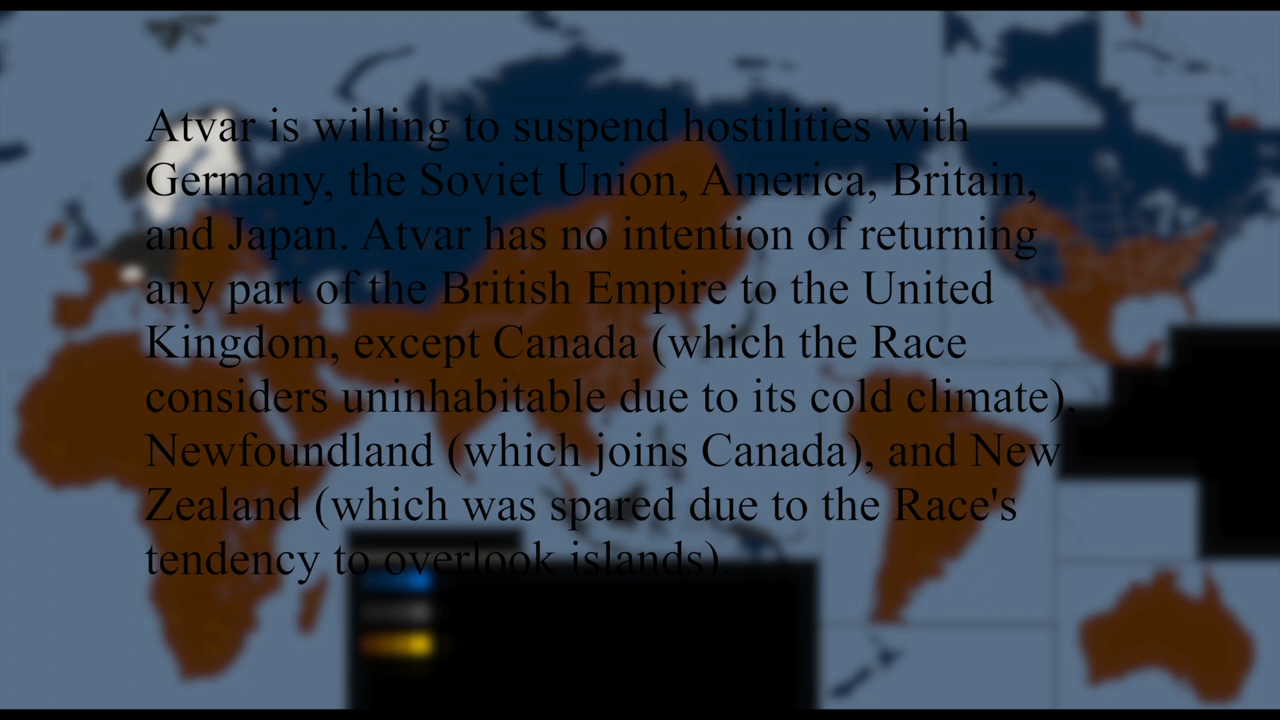 Atvar is willing to suspend hostilities with
Germany, the Soviet Union, America, Britain,
and Japan. Atvar has no intention of returning
any part of the British Empire to the United
Kingdom, except Canada (which the Race
considers uninhabitable due to its cold climate),
Newfoundland (which joins Canada), and New
Zealand (which was spared due to the Race's
tendency to overlook islands).